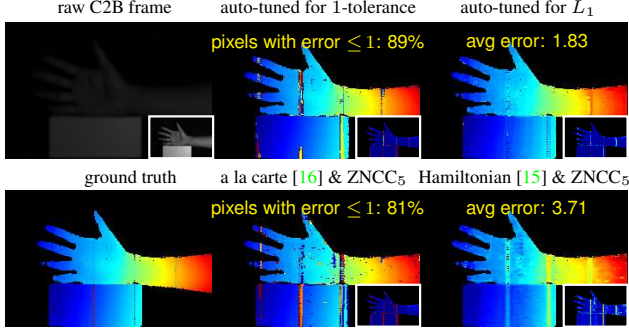 raw C2B frame auto-tuned for 1-tolerance auto-tuned for L₁
pixels with error ≤ 1: 89% avg error: 1.83
ground truth a la carte [16] & ZNCC₅ Hamiltonian [15] & ZNCC₅
pixels with error ≤ 1: 81% avg error: 3.71